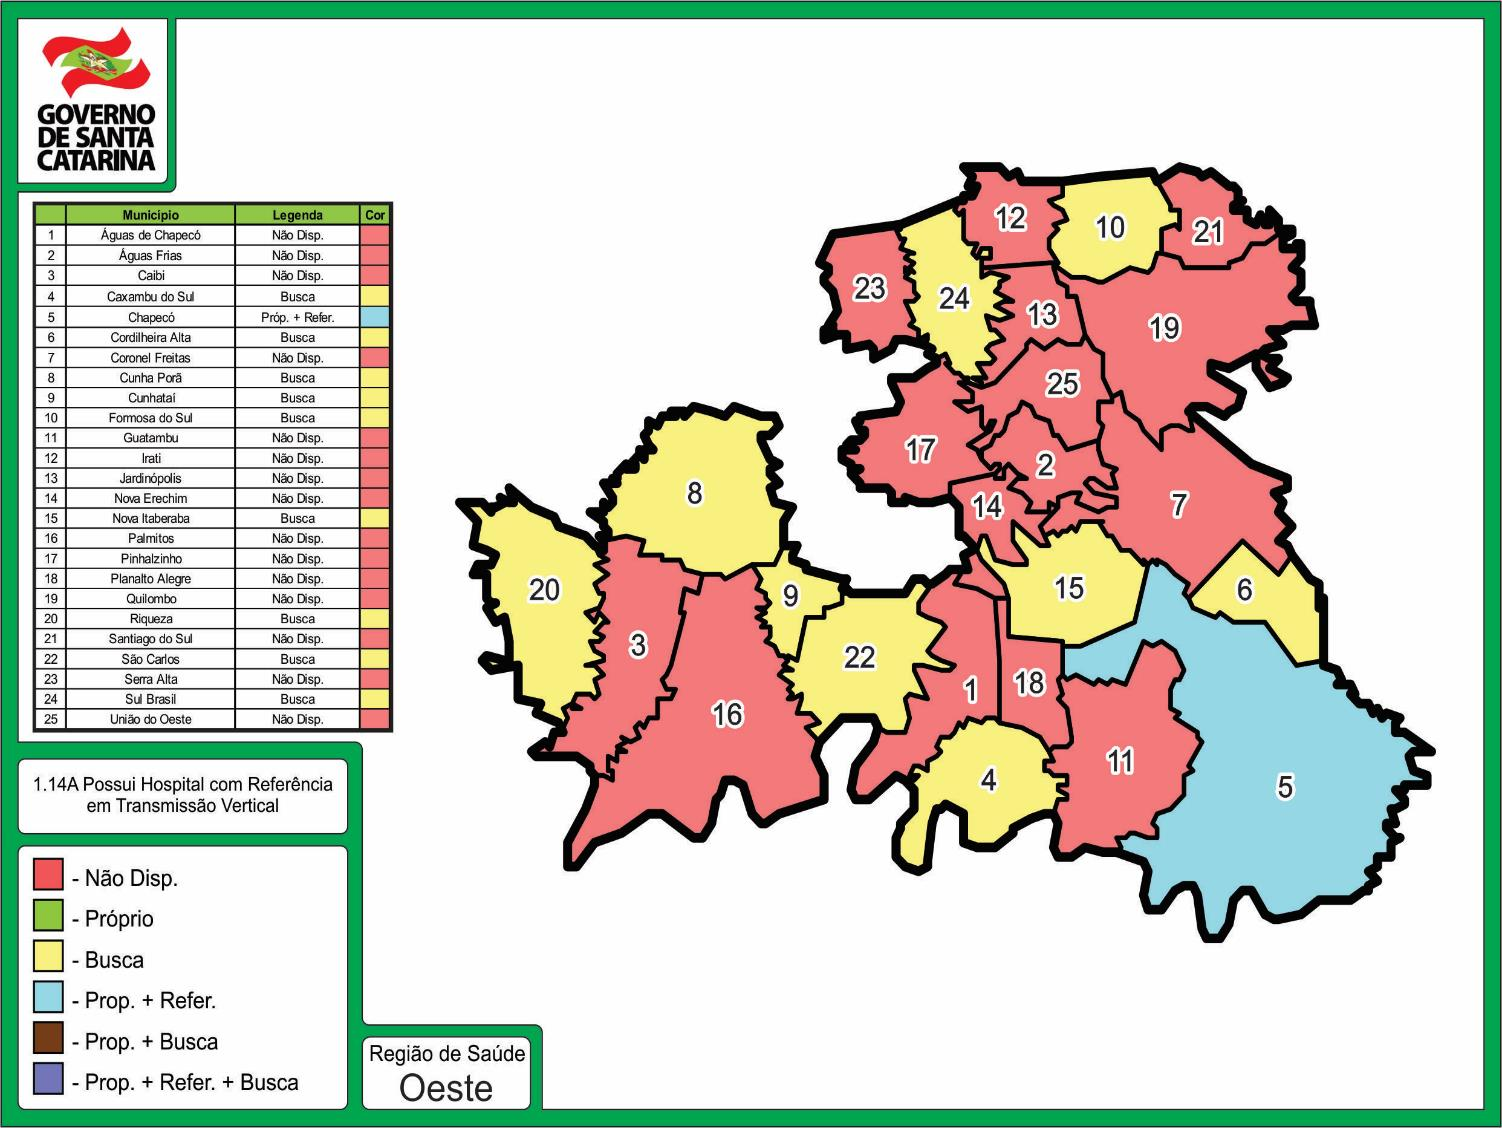 GOVERNO
DE SANTA
CATARINA
Município Legenda Cor
1 Águas de Chapecó Não Disp.
2 Águas Frias Não Disp.
3 Caibi Não Disp.
4 Caxambu do Sul Busca
5 Chapecó Próp. + Refer.
6 Cordilheira Alta Busca
7 Coronel Freitas Não Disp.
8 Cunha Porã Busca
9 Cunhataí Busca
10 Formosa do Sul Busca
11 Guatambu Não Disp.
12 Irati Não Disp.
13 Jardinópolis Não Disp.
14 Nova Erechim Não Disp.
15 Nova Itaberaba Busca
16 Palmitos Não Disp.
17 Pinhalzinho Não Disp.
18 Planalto Alegre Não Disp.
19 Quilombo Não Disp.
20 Riqueza Busca
21 Santiago do Sul Não Disp.
22 São Carlos Busca
23 Serra Alta Não Disp.
24 Sul Brasil Busca
25 União do Oeste Não Disp.
1.14A Possui Hospital com Referência
em Transmissão Vertical
- Não Disp.
- Próprio
- Busca
- Prop. + Refer.
- Prop. + Busca
- Prop. + Refer. + Busca
Região de Saúde
Oeste
12
10
21
23
24
13
19
25
17
2
8
14
7
20
9
15
6
3
22
1
18
16
4
11
5